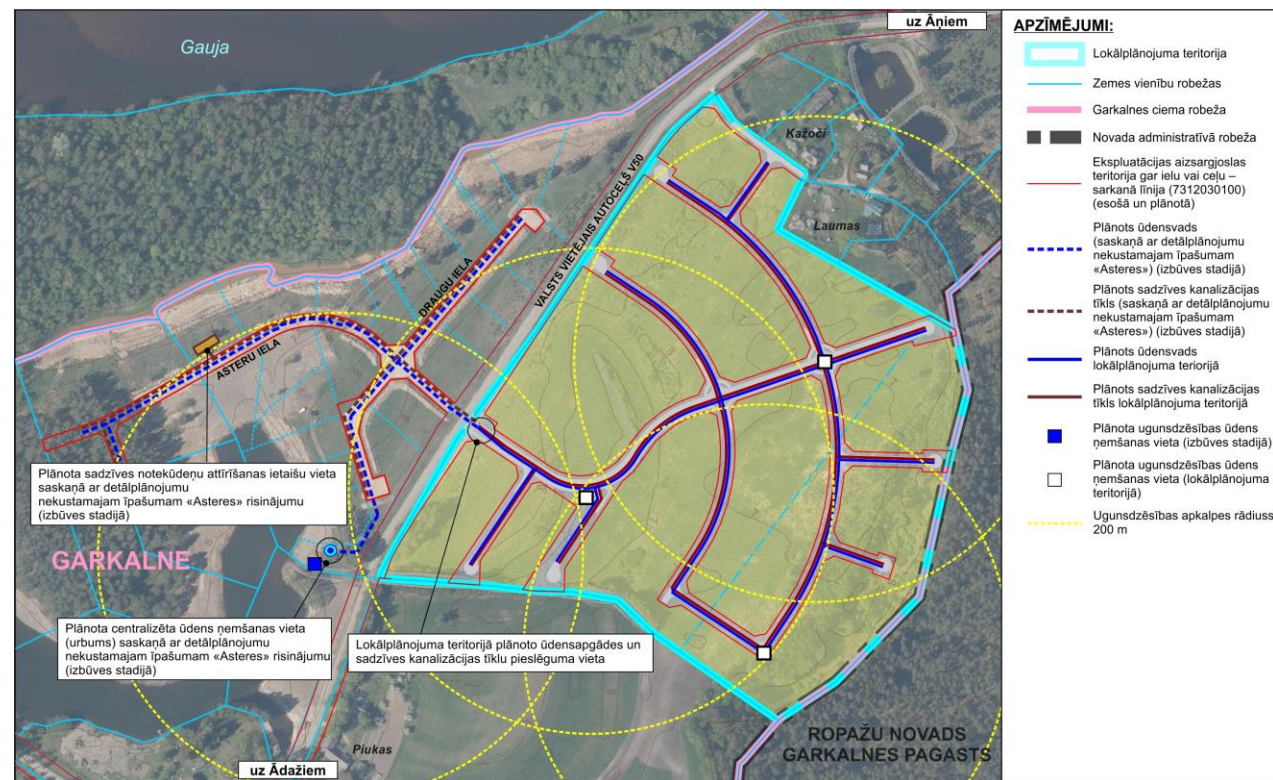 uz Āņiem
Gauja
Kažoči
Laumas
VALSTS VIETĒJAIS AUTOCEĻŠ V50
DRAUGU IELA
ASTERU IELA
Plānota sadzīves notekūdeņu attīrīšanas ietaišu vieta
saskaņā ar detālplānojumu
nekustamajam īpašumam «Asteres» risinājumu
(izbūves stadijā)
GARKALNE
Plānota centralizēta ūdens ņemšanas vieta
(urbums) saskaņā ar detālplānojumu
nekustamajam īpašumam «Asteres» risinājumu
(izbūves stadijā)
Lokālplānojuma teritorijā plānoto ūdensapgādes un
sadzīves kanalizācijas tīklu pieslēguma vieta
Piukas
uz Ādažiem
ROPAŽU NOVADS
GARKALNES PAGASTS
APZĪMĒJUMI:
Lokālplānojuma teritorija
Zemes vienību robežas
Garkalnes ciema robeža
Novada administratīvā robeža
Ekspluatācijas aizsargjoslas
teritorija gar ielu vai ceļu –
sarkanā līnija (7312030100)
(esošā un plānotā)
Plānots ūdensvads
(saskaņā ar detālplānojumu
nekustamajam īpašumam
«Asteres») (izbūves stadijā)
Plānots sadzīves kanalizācijas
tīkls (saskaņā ar detālplānojumu
nekustamajam īpašumam
«Asteres») (izbūves stadijā)
Plānots ūdensvads
lokālplānojuma teriorijā
Plānots sadzīves kanalizācijas
tīkls lokālplānojuma teritorijā
Plānota ugunsdzēsības ūdens
ņemšanas vieta (izbūves stadijā)
Plānota ugunsdzēsības ūdens
ņemšanas vieta (lokālplānojuma
teritorijā)
Ugunsdzēsības apkalpes rādiuss
200 m